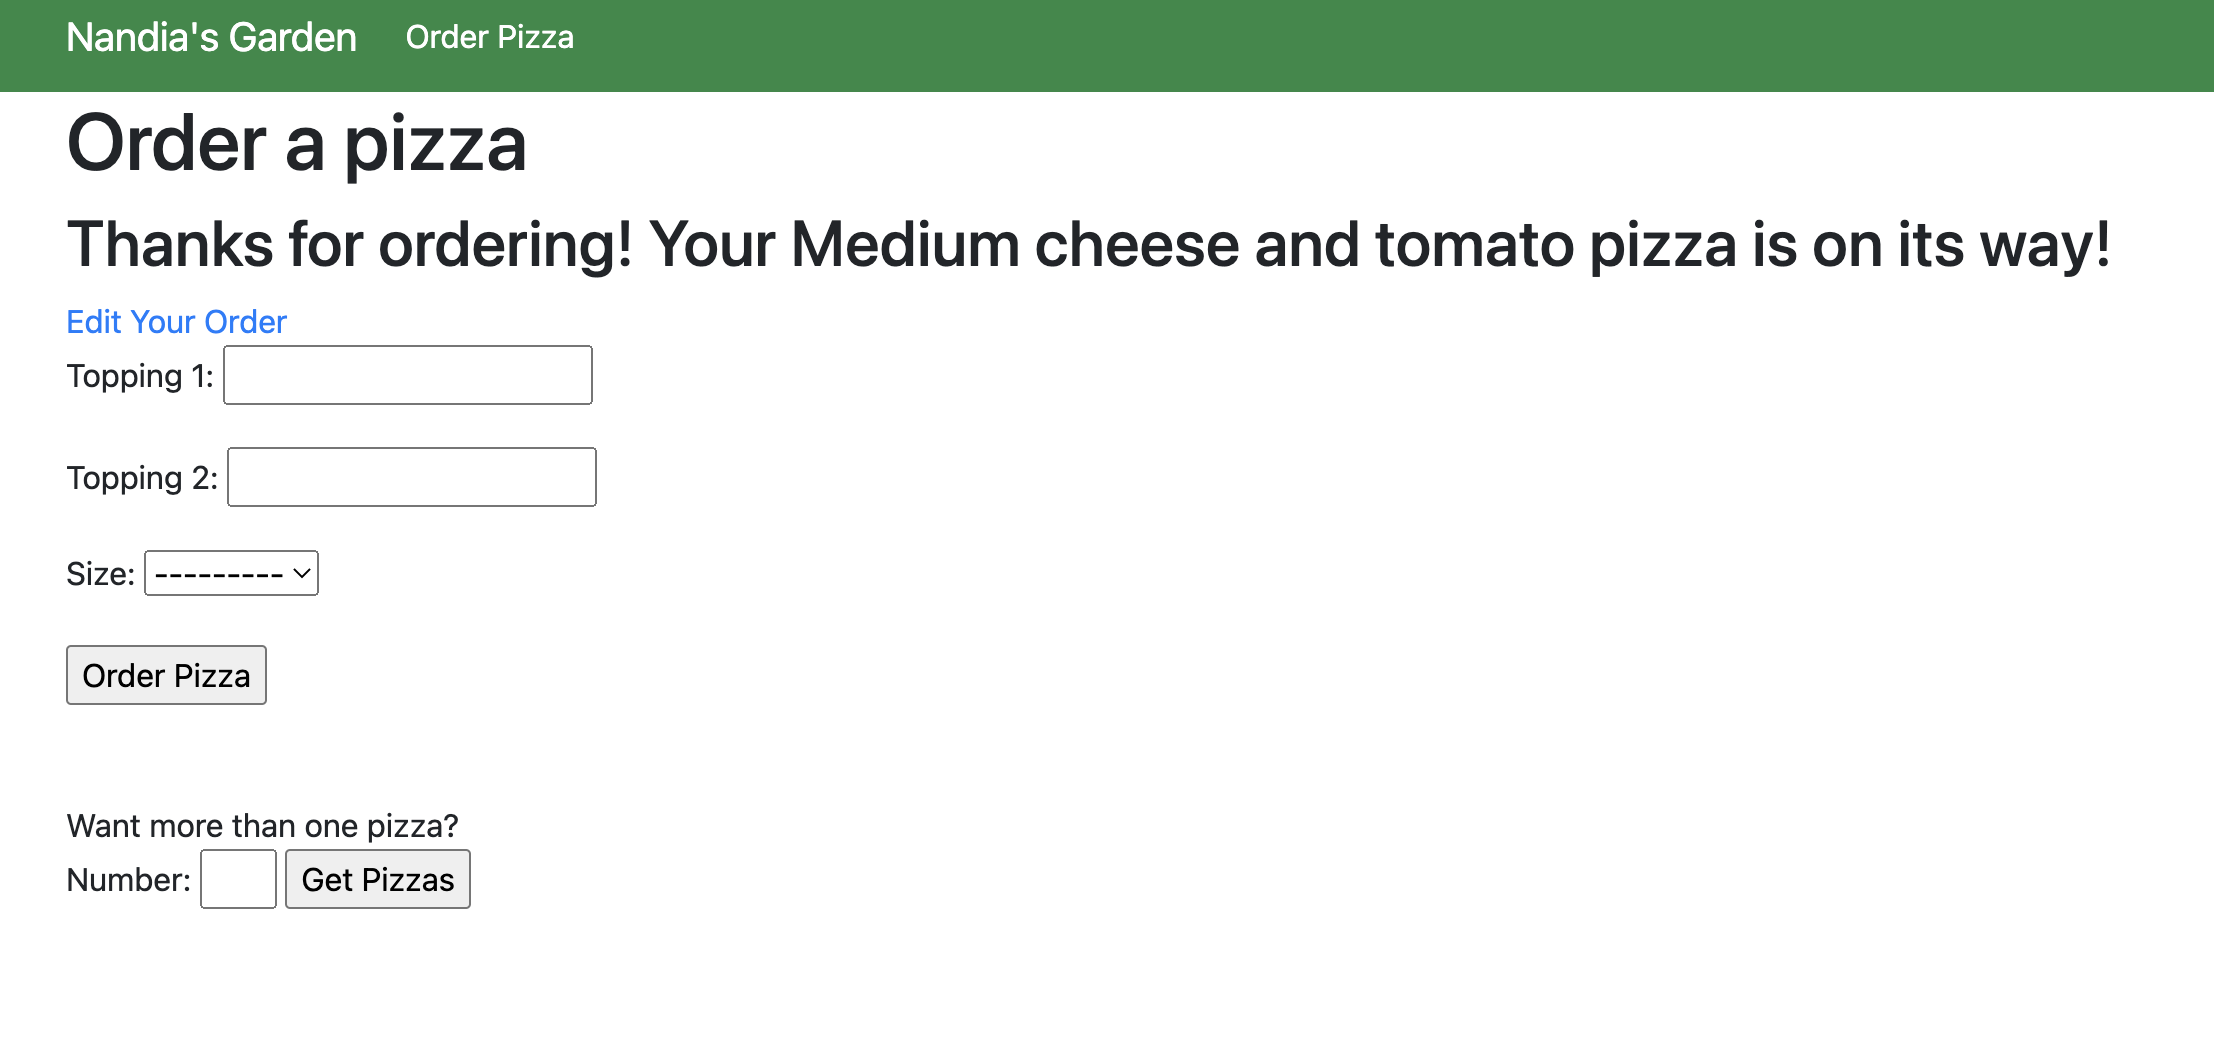 Nandia's Garden Order Pizza
Order a pizza
Thanks for ordering! Your Medium cheese and tomato pizza is on its way!
Edit Your Order
Topping 1:
Topping 2:
Size: ---------
Order Pizza
Want more than one pizza?
Number: Get Pizzas